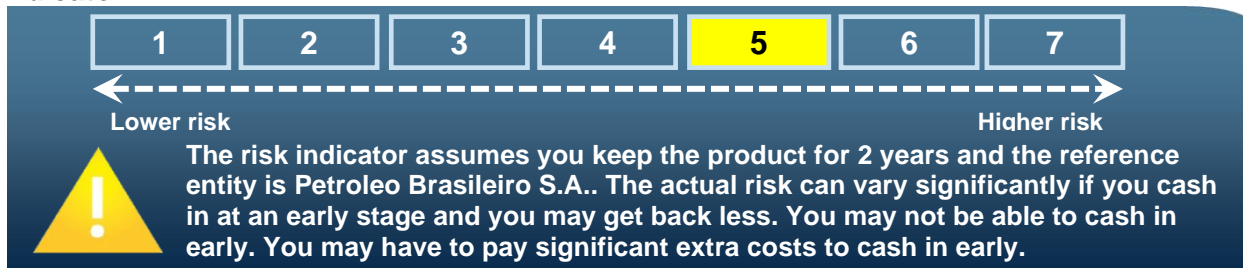 1 2 3 4 5 6 7
Lower risk Higher risk
The risk indicator assumes you keep the product for 2 years and the reference
entity is Petroleo Brasileiro S.A.. The actual risk can vary significantly if you cash
in at an early stage and you may get back less. You may not be able to cash in
early. You may have to pay significant extra costs to cash in early.